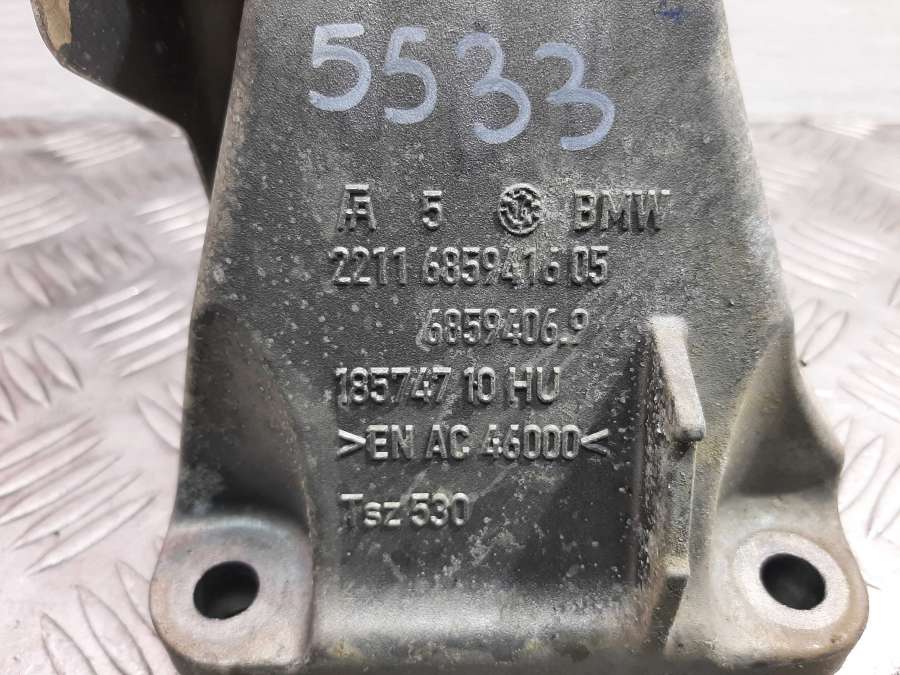 5533
5 BMW
2211 6859416 05
6859406.9
185747 10 HU
>EN AC 46000<
Tsz 530